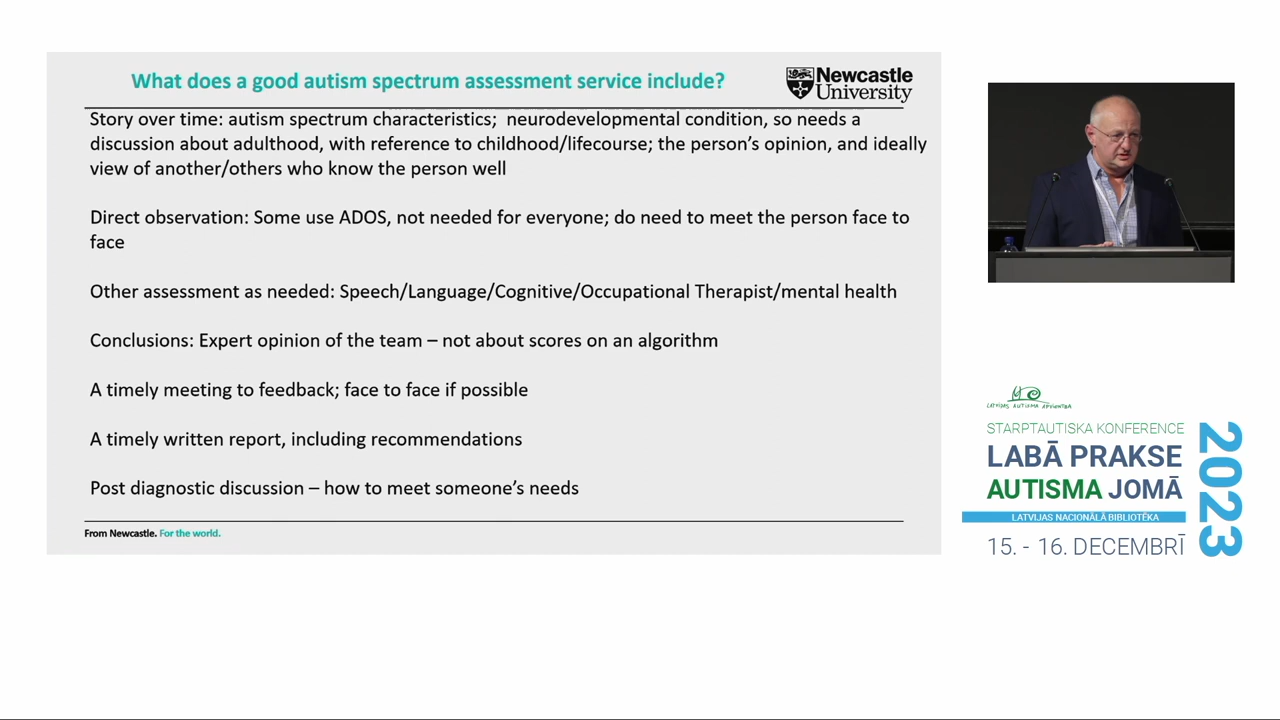 What does a good autism spectrum assessment service include?
Newcastle
University
Story over time: autism spectrum characteristics; neurodevelopmental condition, so needs a
discussion about adulthood, with reference to childhood/lifecourse; the person's opinion, and ideally
view of another/others who know the person well
Direct observation: Some use ADOS, not needed for everyone; do need to meet the person face to
face
Other assessment as needed: Speech/Language/Cognitive/Occupational Therapist/mental health
Conclusions: Expert opinion of the team – not about scores on an algorithm
A timely meeting to feedback; face to face if possible
A timely written report, including recommendations
Post diagnostic discussion – how to meet someone's needs
From Newcastle. For the world.
LATVIJAS AUTISMA APVIENĪBA
STARPTAUTISKA KONFERENCE
LABĀ PRAKSE
AUTISMA JOMĀ
LATVIJAS NACIONĀLĀ BIBLIOTĒKA
15. - 16. DECEMBRĪ
2023